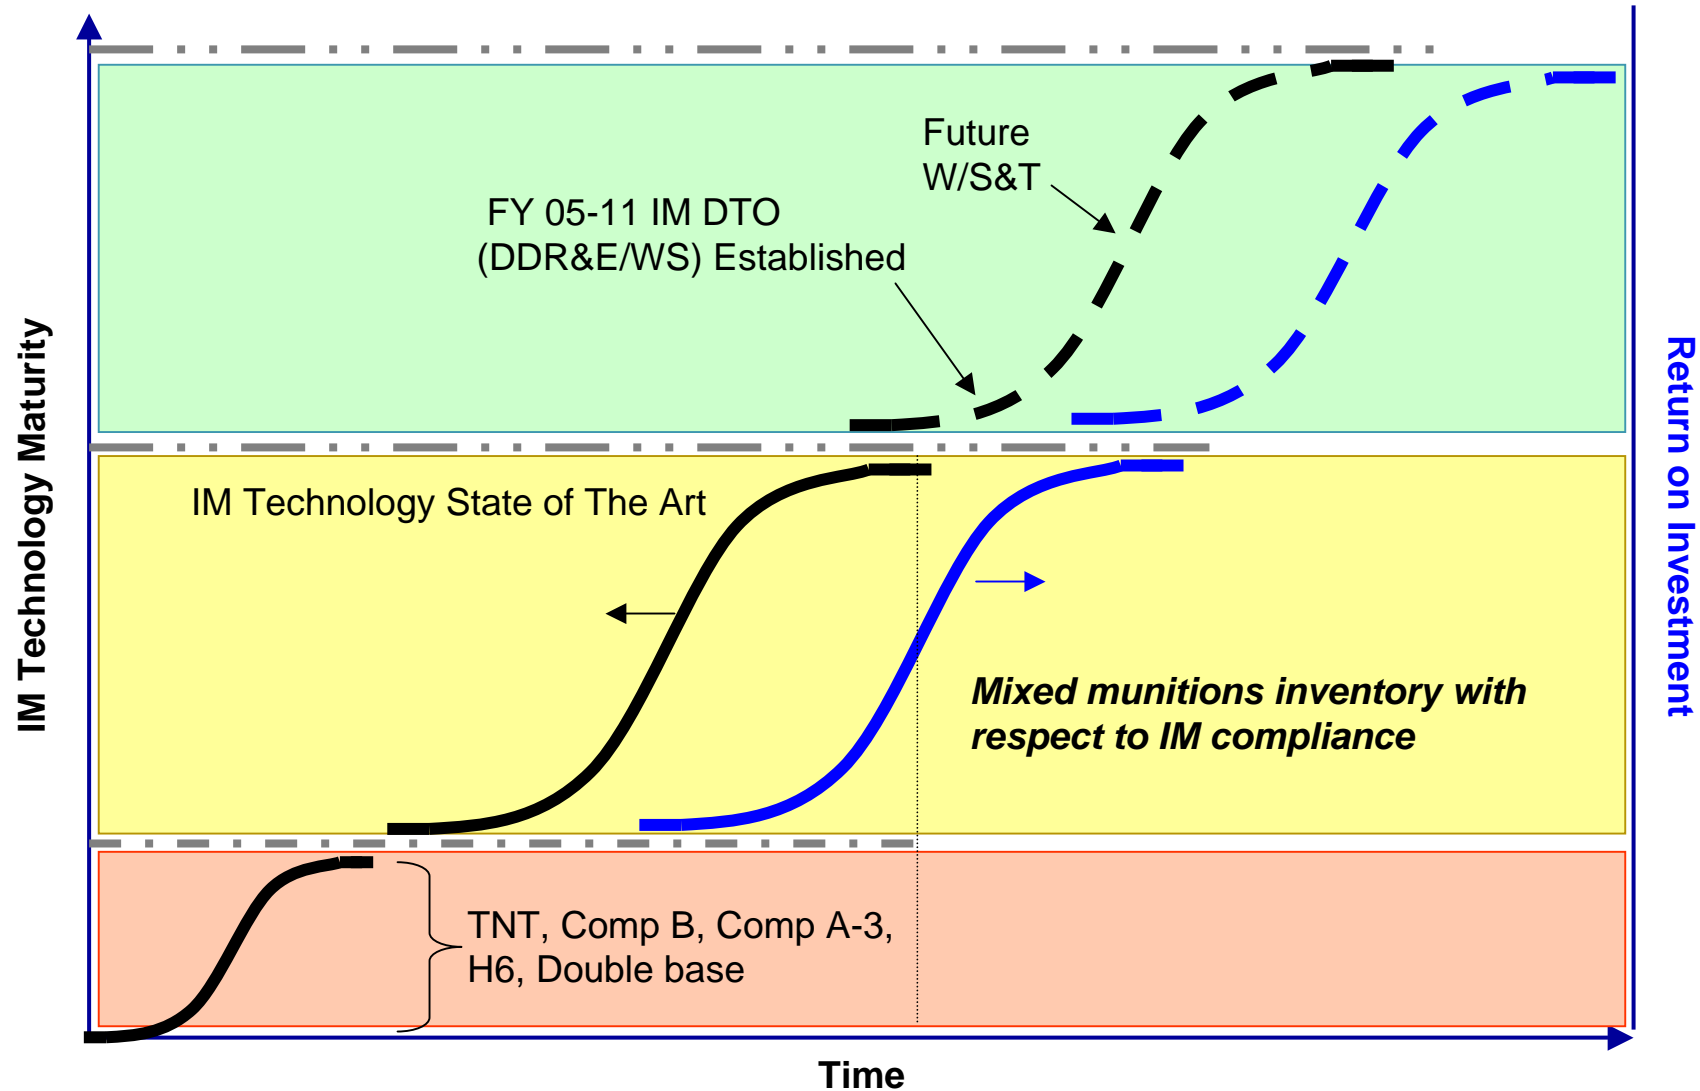 Future
W/S&T
FY 05-11 IM DTO
(DDR&E/WS) Established
IM Technology Maturity
Return on Investment
IM Technology State of The Art
Mixed munitions inventory with
respect to IM compliance
TNT, Comp B, Comp A-3,
H6, Double base
Time